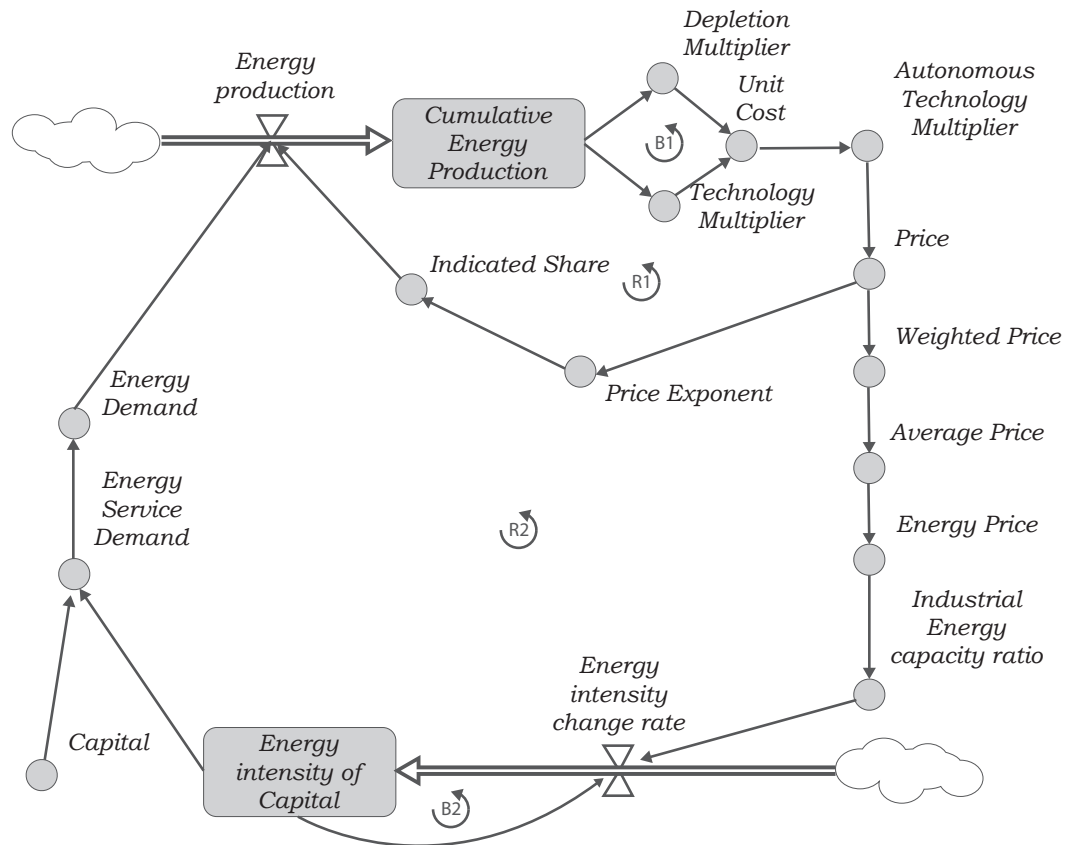 Energy
production
Cumulative
Energy
Production
Depletion
Multiplier
Unit
Cost
Autonomous
Technology
Multiplier
B1
Technology
Multiplier
Price
Indicated Share
R1
Weighted Price
Price Exponent
Energy
Demand
Average Price
Energy
Service
Demand
R2
Energy Price
Industrial
Energy
capacity ratio
Energy
intensity
change rate
Capital
Energy
intensity of
Capital
B2